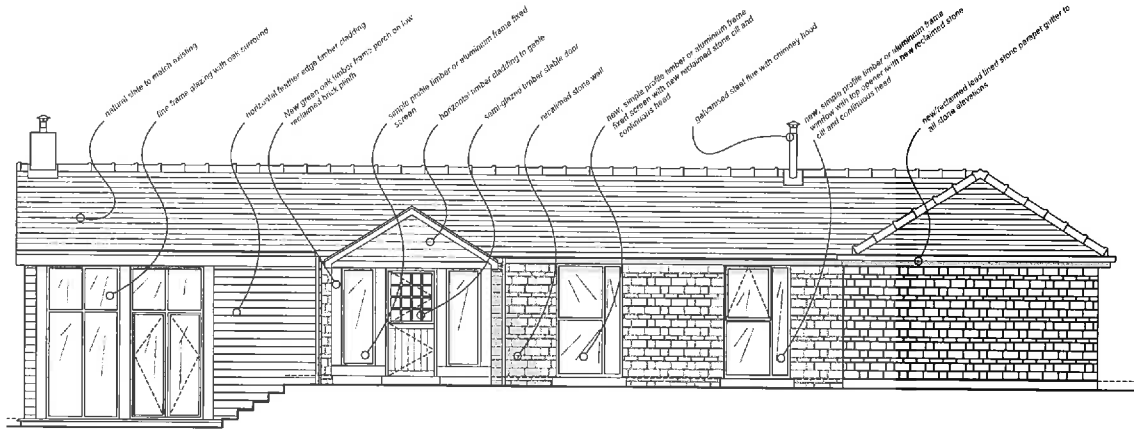 natural slate to match existing
fine frame glazing with oak surround
horizontal feather edge timber cladding
New green oak timber frame porch on low
reclaimed brick plinth
simple profile timber or aluminium frame fixed
screen
horizontal timber cladding to gable
semi-glazed timber stable door
reclaimed stone wall
new, simple profile timber or aluminium frame
fixed screen with new reclaimed stone cill and
continuous head
galvanised steel flue with chimney hood
new, simple profile timber or aluminium frame
window with top opener with new reclaimed stone
cill and continuous head
new/reclaimed lead lined stone parapet gutter to
all stone elevations